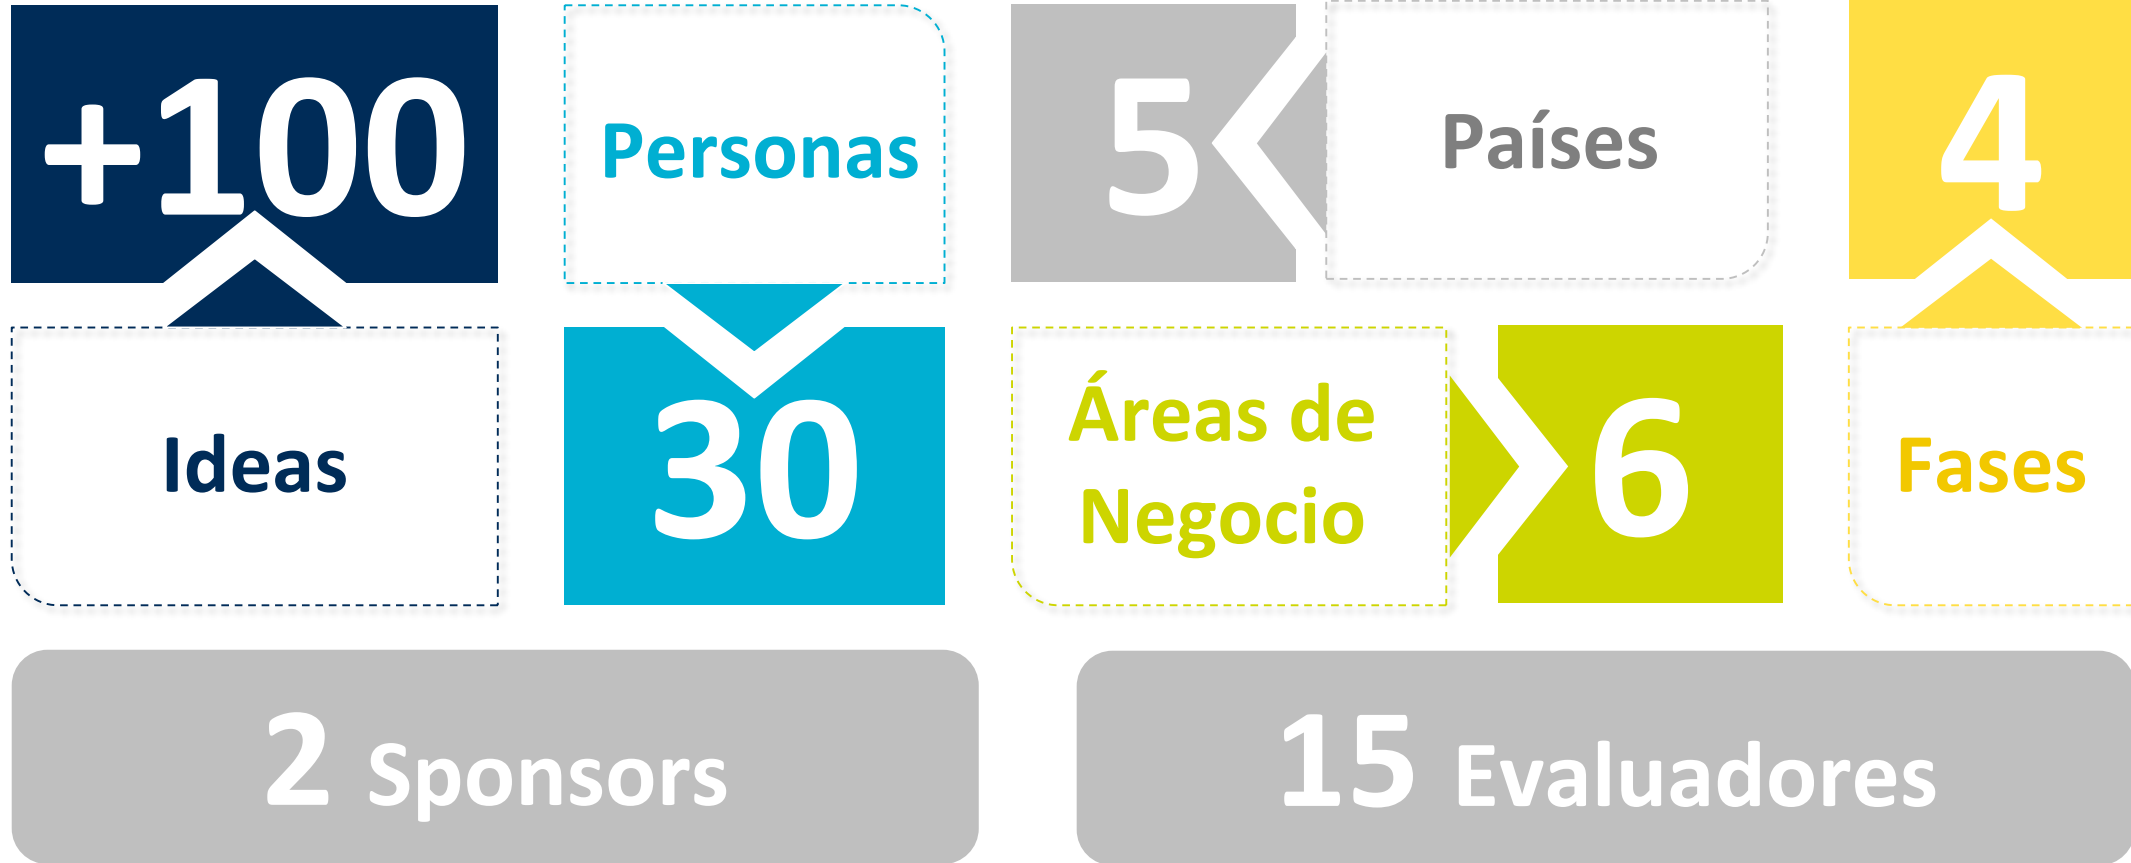 +100
Ideas
Personas
30
5
Países
Áreas de
Negocio
6
4
Fases
2 Sponsors
15 Evaluadores